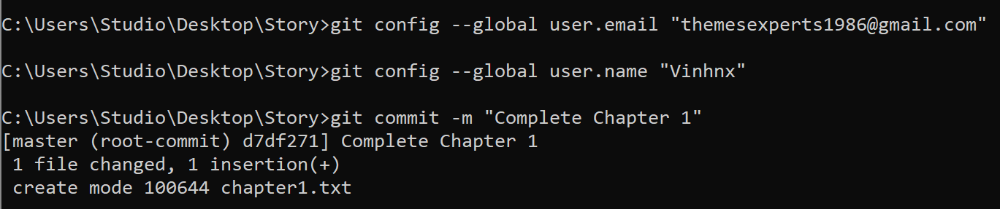 C:\Users\Studio\Desktop\Story>git config --global user.email "themesexperts1986@gmail.com"
C:\Users\Studio\Desktop\Story>git config --global user.name "Vinhnx"
C:\Users\Studio\Desktop\Story>git commit -m "Complete Chapter 1"
[master (root-commit) d7df271] Complete Chapter 1
 1 file changed, 1 insertion(+)
 create mode 100644 chapter1.txt